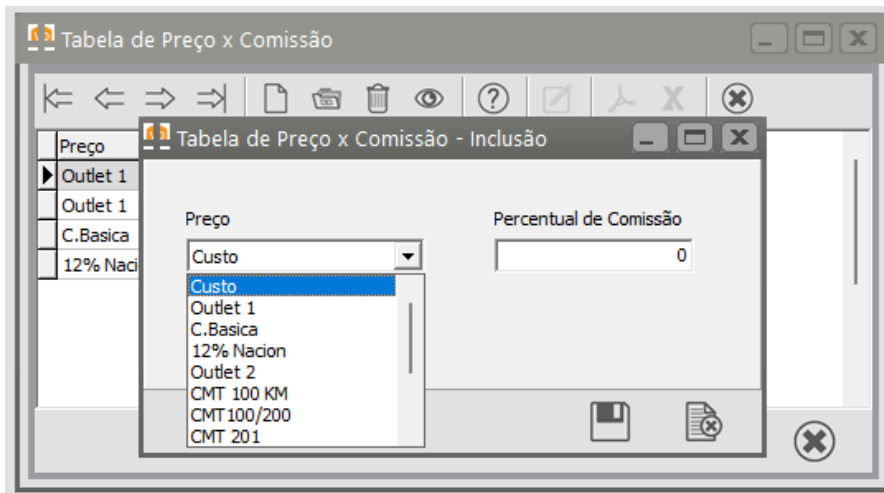 Tabela de Preço x Comissão
Preço
Outlet 1
Outlet 1
C.Basica
12% Naci
Tabela de Preço x Comissão - Inclusão
Preço
Percentual de Comissão
Custo
0
Custo
Outlet 1
C.Basica
12% Nacion
Outlet 2
CMT 100 KM
CMT100/200
CMT 201